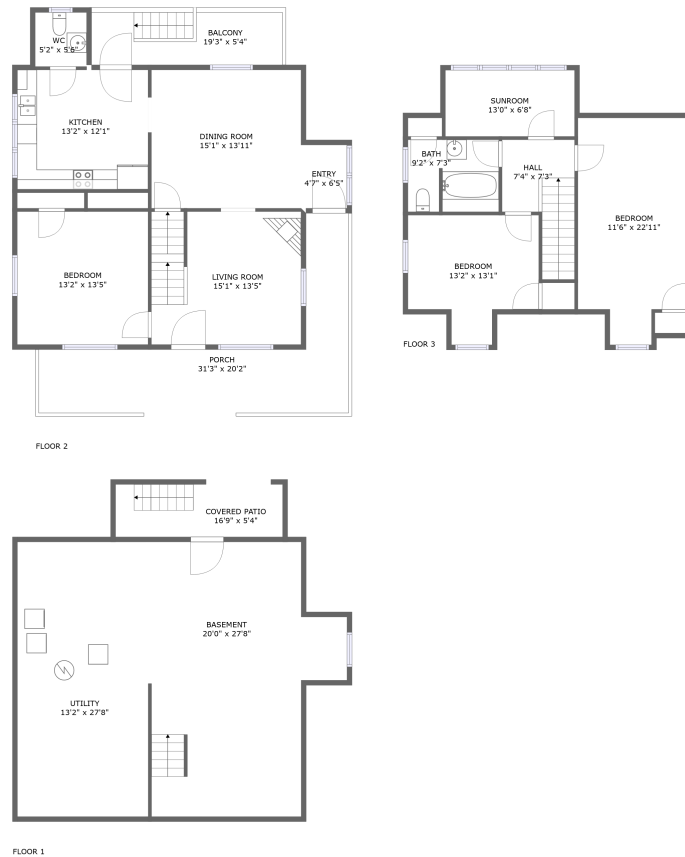 WC
5'2" x 5'6"
BALCONY
19'3" x 5'4"
KITCHEN
13'2" x 12'1"
DINING ROOM
15'1" x 13'11"
ENTRY
4'7" x 6'5"
BEDROOM
13'2" x 13'5"
LIVING ROOM
15'1" x 13'5"
PORCH
31'3" x 20'2"
FLOOR 2
SUNROOM
13'0" x 6'8"
BATH
9'2" x 7'3"
HALL
7'4" x 7'3"
BEDROOM
11'6" x 22'11"
BEDROOM
13'2" x 13'1"
FLOOR 3
COVERED PATIO
16'9" x 5'4"
BASEMENT
20'0" x 27'8"
UTILITY
13'2" x 27'8"
FLOOR 1